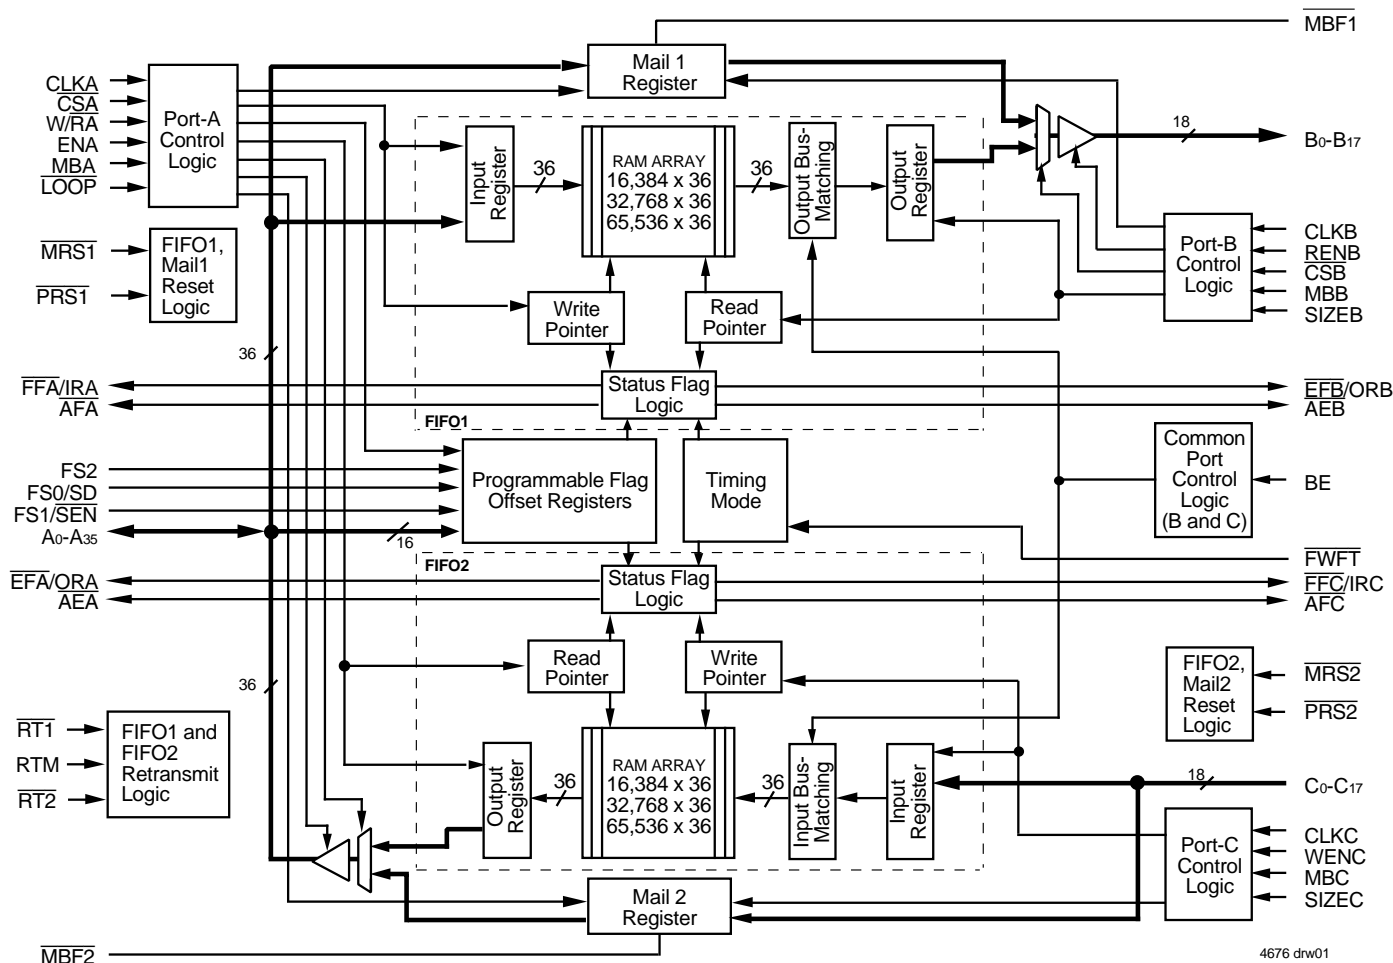 MBF1
Mail 1
Register
CLKA
CSA
W/RA
ENA
MBA
LOOP
Port-A
Control
Logic
MRS1
PRS1
FIFO1,
Mail1
Reset
Logic
36
Input
Register
36
RAM ARRAY
16,384 x 36
32,768 x 36
65,536 x 36
36
Output Bus-
Matching
Output
Register
18
B0-B17
Port-B
Control
Logic
CLKB
RENB
CSB
MBB
SIZEB
Write
Pointer
Read
Pointer
FFA/IRA
AFA
Status Flag
Logic
EFB/ORB
AEB
FIFO1
FS2
FS0/SD
FS1/SEN
A0-A35
16
Programmable Flag
Offset Registers
Timing
Mode
Common
Port
Control
Logic
(B and C)
BE
FWFT
FIFO2
EFA/ORA
AEA
Status Flag
Logic
FFC/IRC
AFC
Read
Pointer
Write
Pointer
FIFO2,
Mail2
Reset
Logic
MRS2
PRS2
36
RT1
RTM
RT2
FIFO1 and
FIFO2
Retransmit
Logic
Output
Register
36
RAM ARRAY
16,384 x 36
32,768 x 36
65,536 x 36
36
Input Bus-
Matching
Input
Register
18
C0-C17
Port-C
Control
Logic
CLKC
WENC
MBC
SIZEC
Mail 2
Register
MBF2
4676 drw01